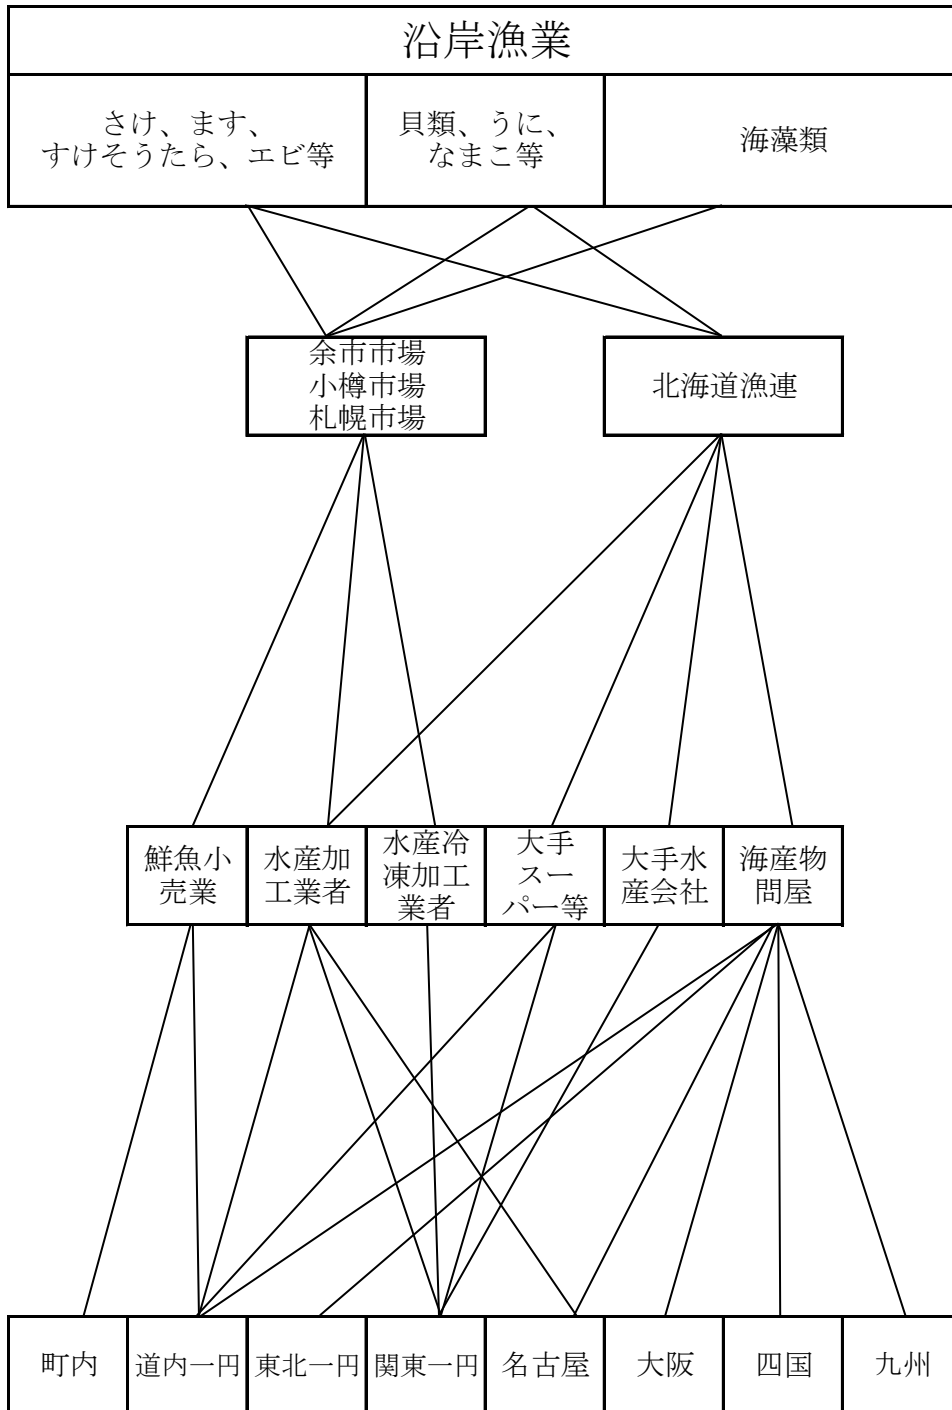 沿岸漁業
さけ、ます、
すけそうたら、エビ等
貝類、うに、
なまこ等
海藻類
余市市場
小樽市場
札幌市場
北海道漁連
鮮魚小
売業
水産加
工業者
水産冷
凍加工
業者
大手
スー
パー等
大手水
産会社
海産物
問屋
町内
道内一円
東北一円
関東一円
名古屋
大阪
四国
九州